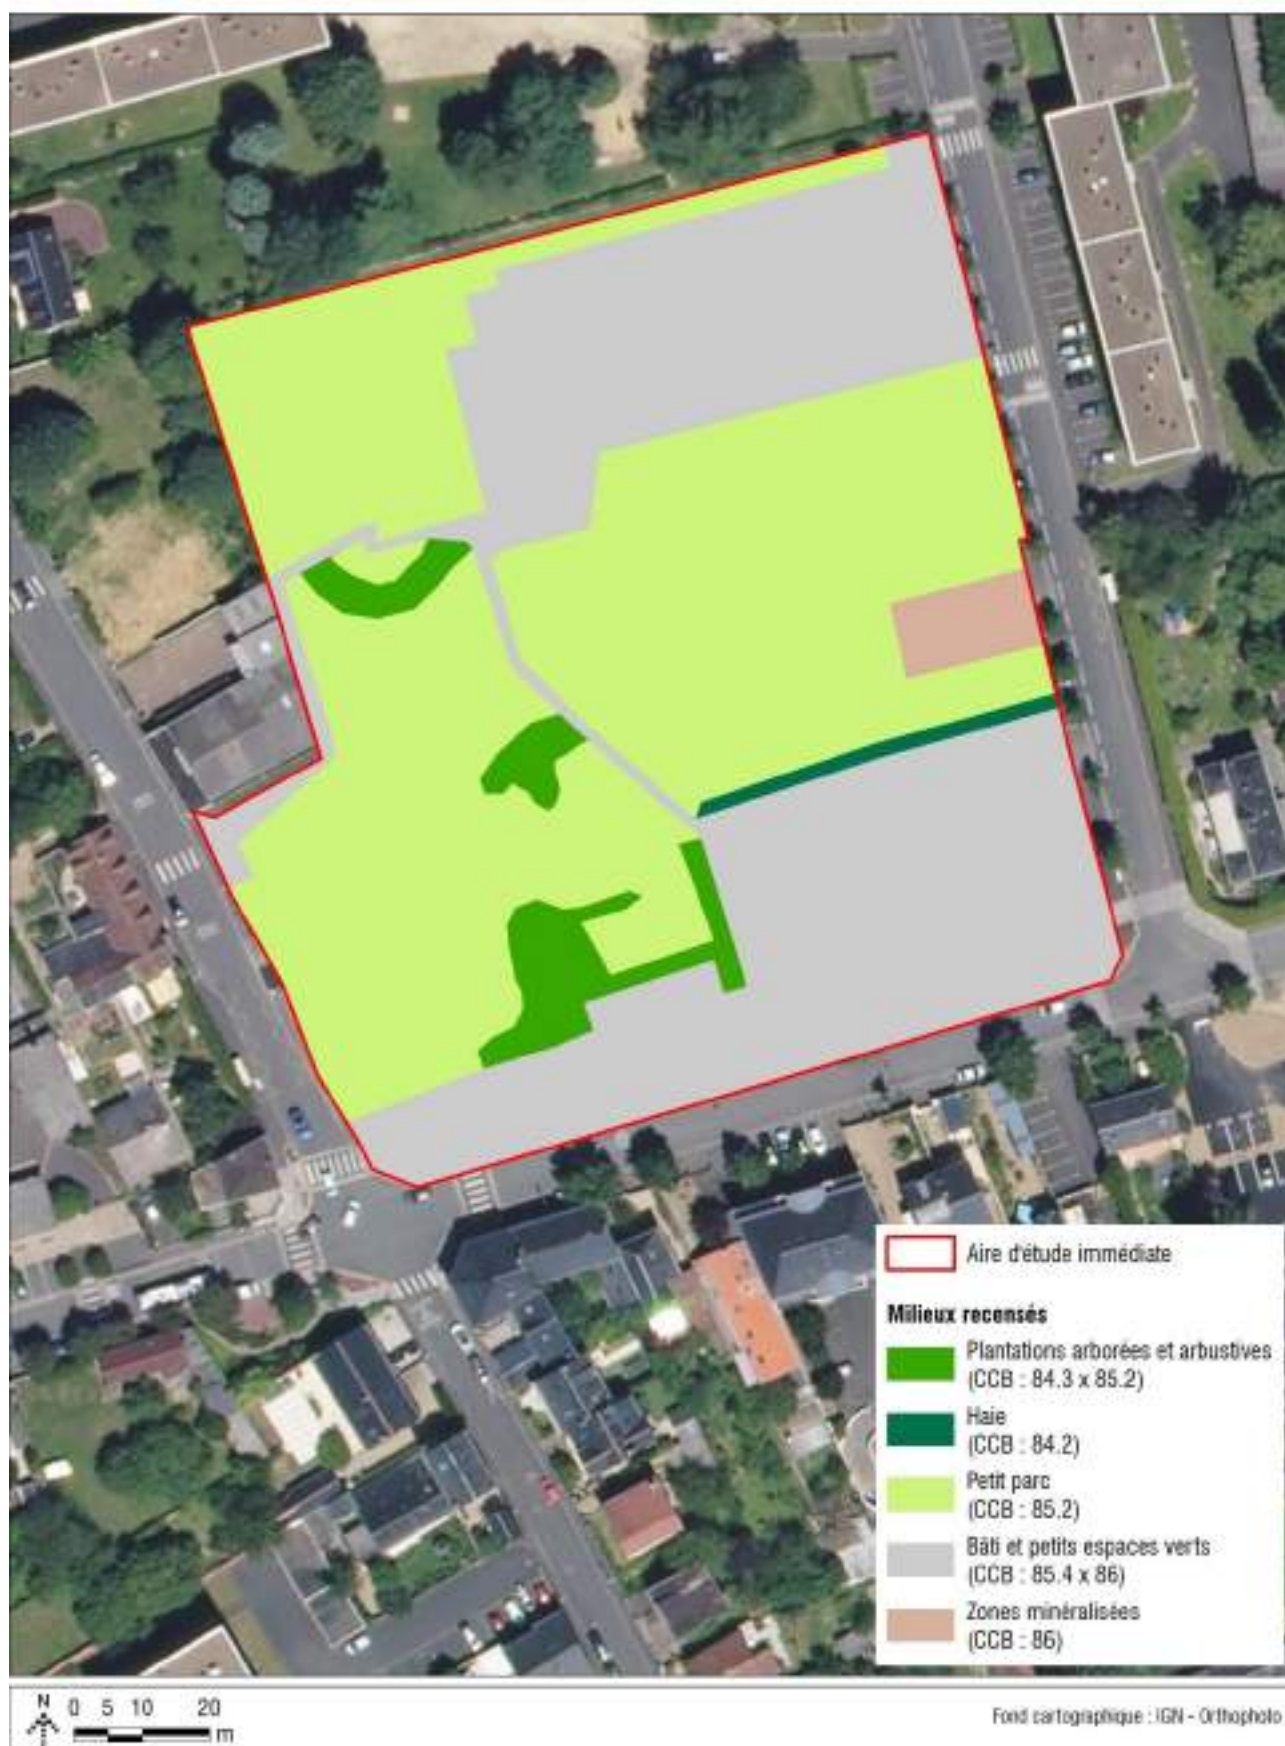 Aire d'étude immédiate
Milieux recensés
Plantations arborées et arbustives
(CCB : 84.3 x 85.2)
Haie
(CCB : 84.2)
Petit parc
(CCB : 85.2)
Bâti et petits espaces verts
(CCB : 85.4 x 86)
Zones minéralisées
(CCB : 86)
N
0 5 10 20
m
Fond cartographique : IGN - Orthophoto